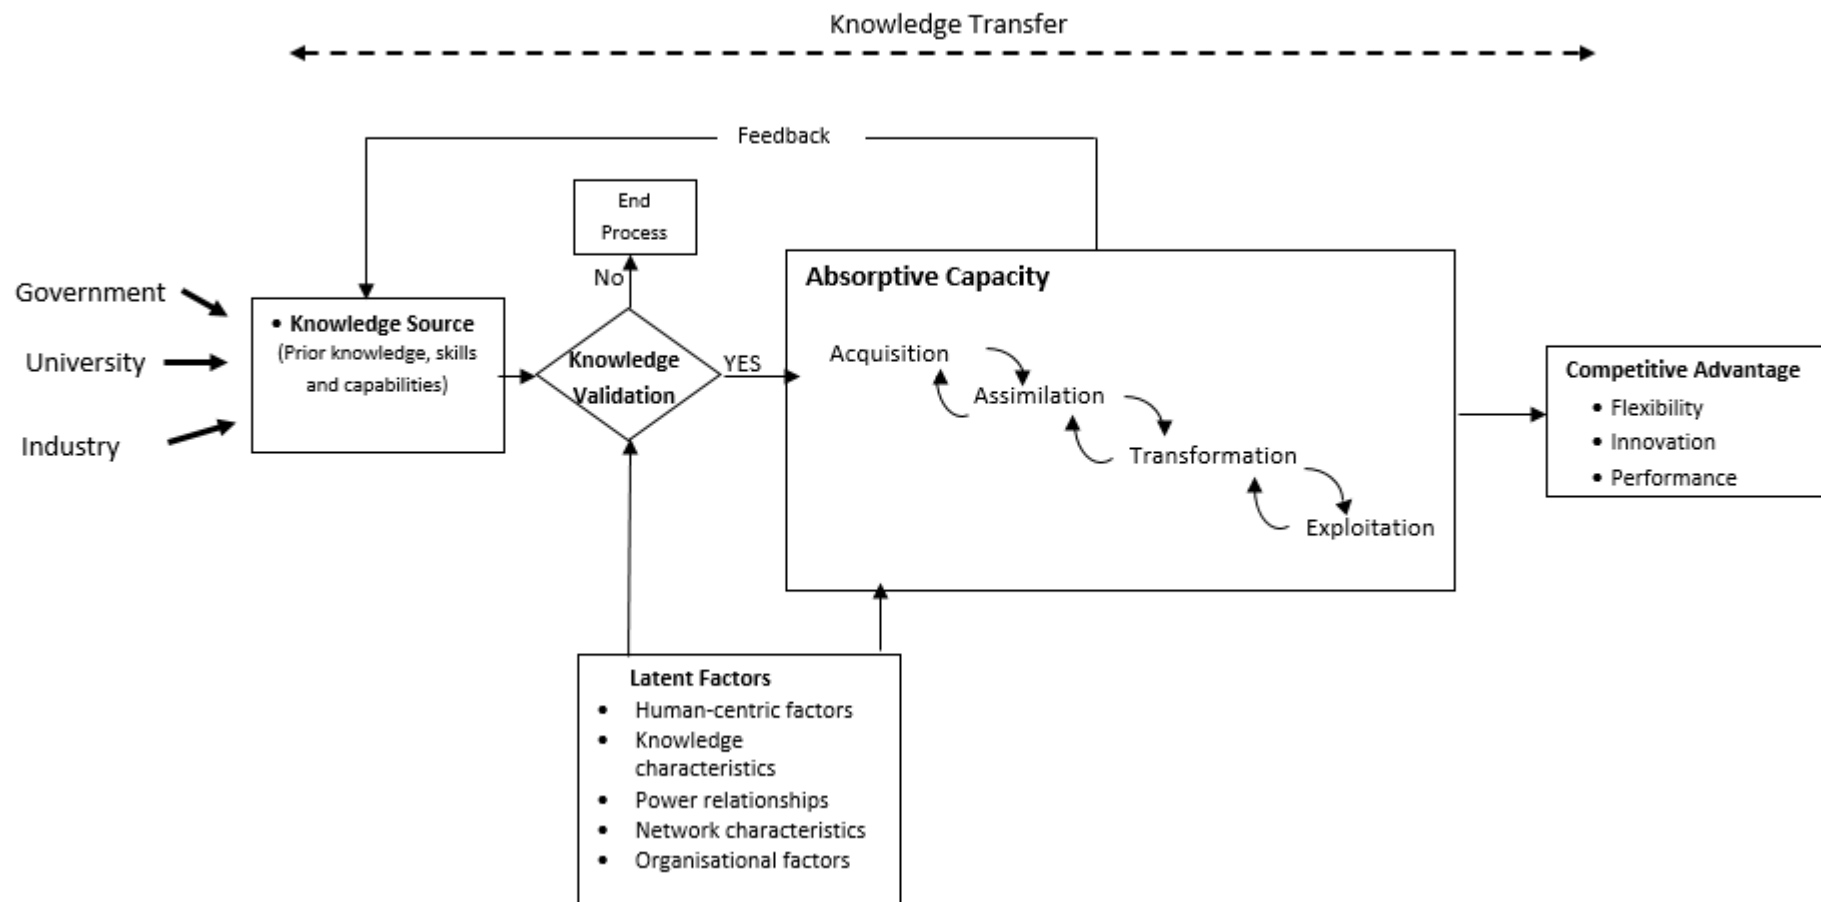 Knowledge Transfer
Feedback
End
Process
No
Government
University
Industry
• Knowledge Source
(Prior knowledge, skills
and capabilities)
Knowledge
Validation
YES
Absorptive Capacity
Acquisition
Assimilation
Transformation
Exploitation
Competitive Advantage
• Flexibility
• Innovation
• Performance
Latent Factors
• Human-centric factors
• Knowledge
characteristics
• Power relationships
• Network characteristics
• Organisational factors